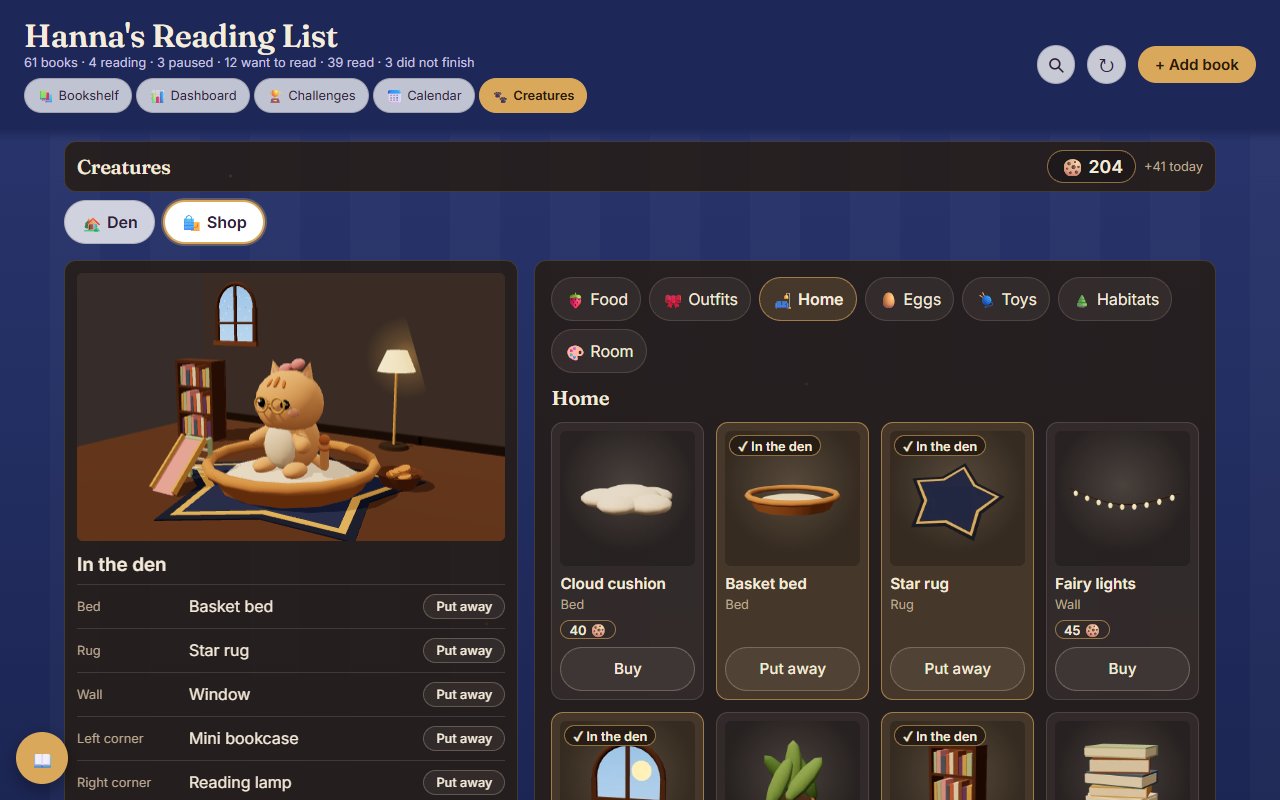 Hanna's Reading List
61 books · 4 reading · 3 paused · 12 want to read · 39 read · 3 did not finish
Bookshelf
Dashboard
Challenges
Calendar
Creatures
+ Add book
Creatures
204
+41 today
Den
Shop
In the den
Bed
Basket bed
Put away
Rug
Star rug
Put away
Wall
Window
Put away
Left corner
Mini bookcase
Put away
Right corner
Reading lamp
Put away
Food
Outfits
Home
Eggs
Toys
Habitats
Room
Home
Cloud cushion
Bed
40
Buy
✓ In the den
Basket bed
Bed
Put away
✓ In the den
Star rug
Rug
Put away
Fairy lights
Wall
45
Buy
✓ In the den
✓ In the den